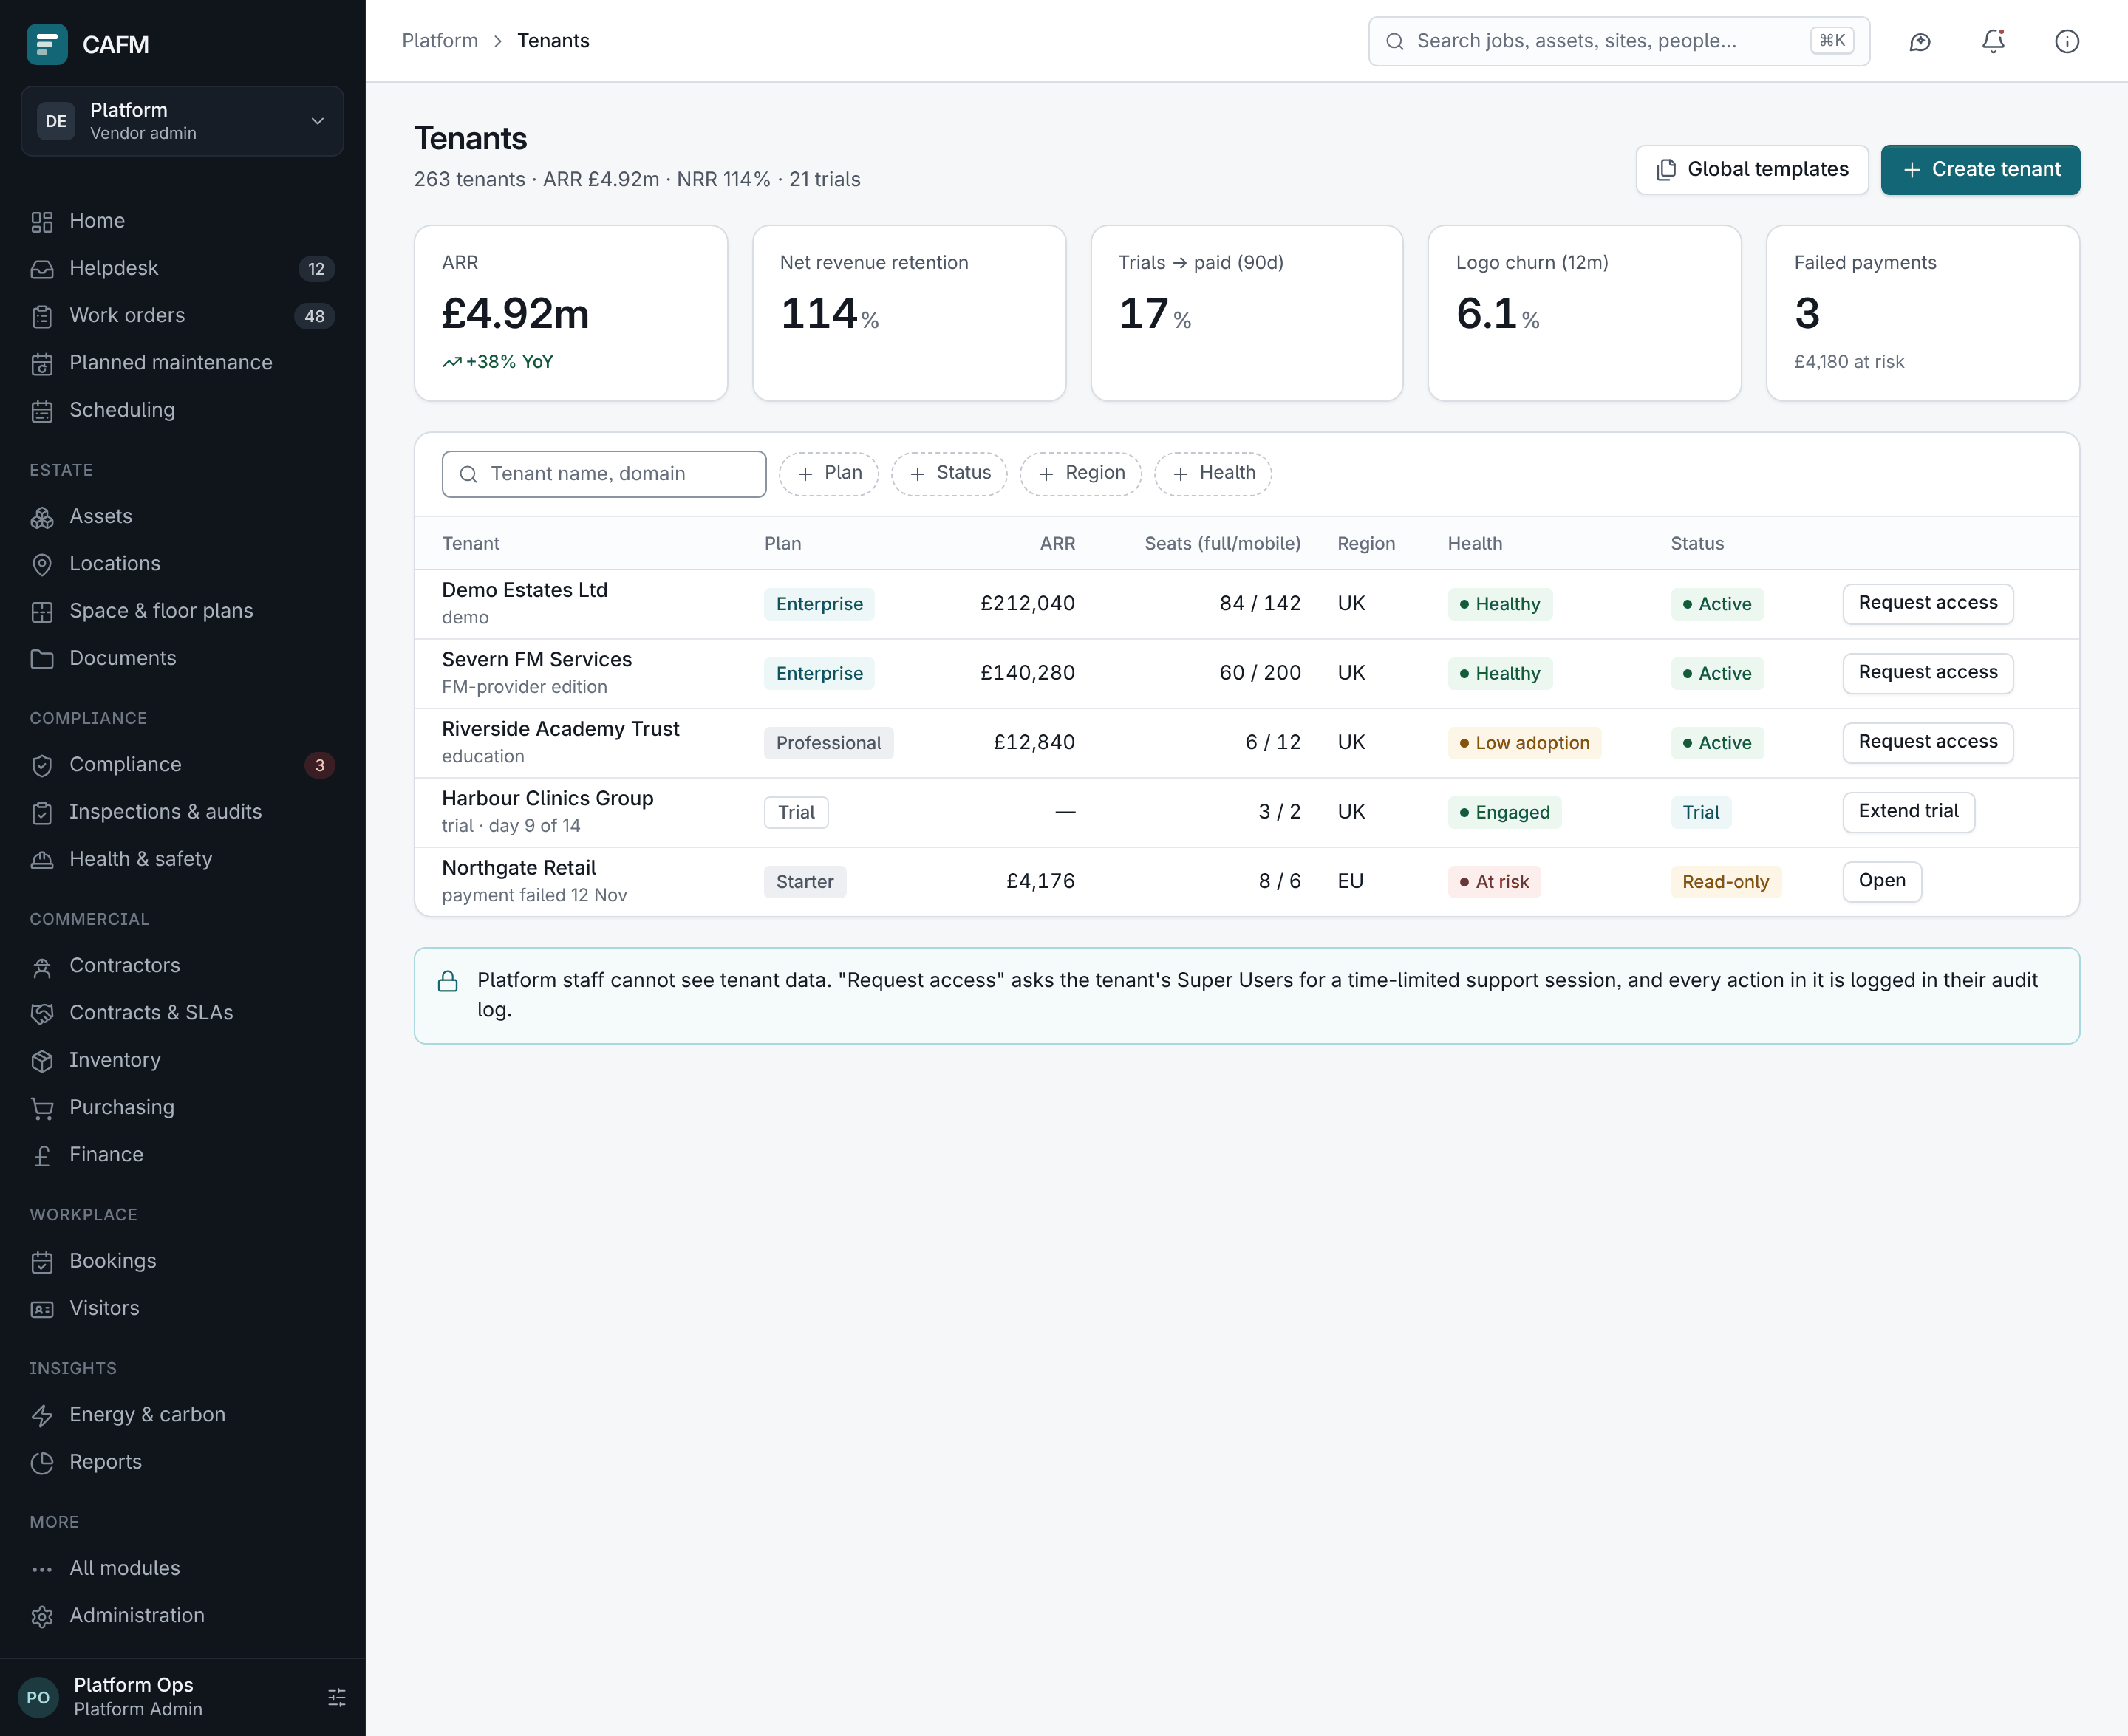 CAFM
DE
Platform
Vendor admin
Home
Helpdesk 12
Work orders 48
Planned maintenance
Scheduling
ESTATE
Assets
Locations
Space & floor plans
Documents
COMPLIANCE
Compliance 3
Inspections & audits
Health & safety
COMMERCIAL
Contractors
Contracts & SLAs
Inventory
Purchasing
Finance
WORKPLACE
Bookings
Visitors
INSIGHTS
Energy & carbon
Reports
MORE
All modules
Administration
PO
Platform Ops
Platform Admin
Platform > Tenants
Search jobs, assets, sites, people... ⌘K
Tenants
263 tenants · ARR £4.92m · NRR 114% · 21 trials
Global templates
+ Create tenant
ARR
£4.92m
+38% YoY
Net revenue retention
114%
Trials → paid (90d)
17%
Logo churn (12m)
6.1%
Failed payments
3
£4,180 at risk
Tenant name, domain
+ Plan
+ Status
+ Region
+ Health
Tenant Plan ARR Seats (full/mobile) Region Health Status
Demo Estates Ltd
demo
Enterprise £212,040 84 / 142 UK Healthy Active Request access
Severn FM Services
FM-provider edition
Enterprise £140,280 60 / 200 UK Healthy Active Request access
Riverside Academy Trust
education
Professional £12,840 6 / 12 UK Low adoption Active Request access
Harbour Clinics Group
trial · day 9 of 14
Trial — 3 / 2 UK Engaged Trial Extend trial
Northgate Retail
payment failed 12 Nov
Starter £4,176 8 / 6 EU At risk Read-only Open
Platform staff cannot see tenant data. "Request access" asks the tenant's Super Users for a time-limited support session, and every action in it is logged in their audit
log.